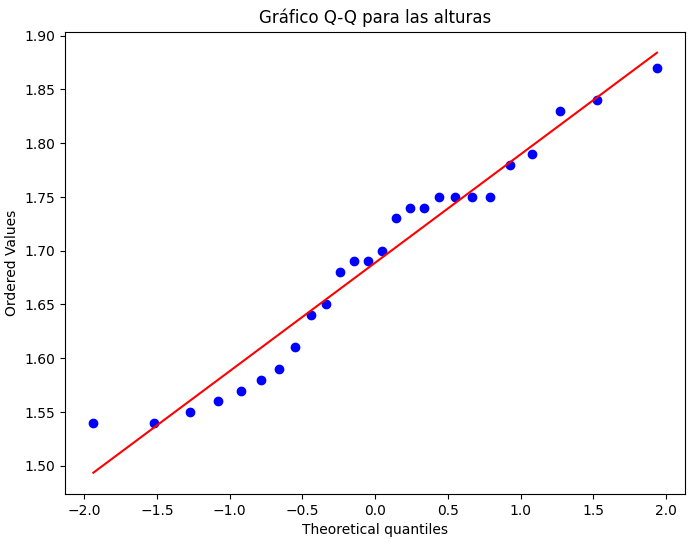 Gráfico Q-Q para las alturas
1.90
1.85
1.80
1.75
1.70
1.65
1.60
1.55
1.50
Ordered Values
−2.0 −1.5 −1.0 −0.5 0.0 0.5 1.0 1.5 2.0
Theoretical quantiles